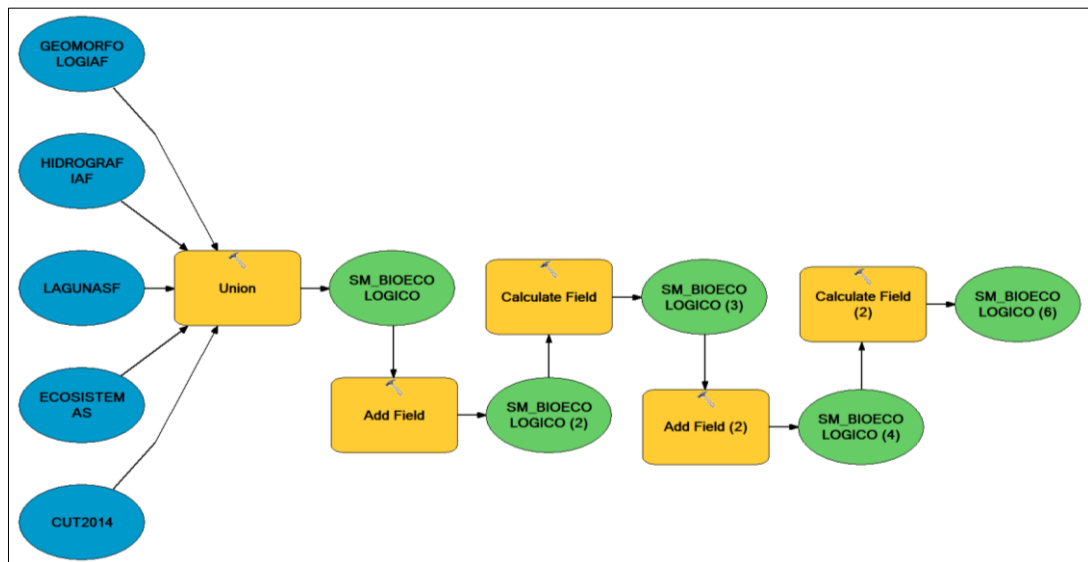 GEOMORFO
LOGIAF
HIDROGRAF
IAF
LAGUNASF
ECOSISTEM
AS
CUT2014
Union
SM_BIOECO
LOGICO
Add Field
SM_BIOECO
LOGICO (2)
Calculate Field
SM_BIOECO
LOGICO (3)
Add Field (2)
SM_BIOECO
LOGICO (4)
Calculate Field
(2)
SM_BIOECO
LOGICO (6)